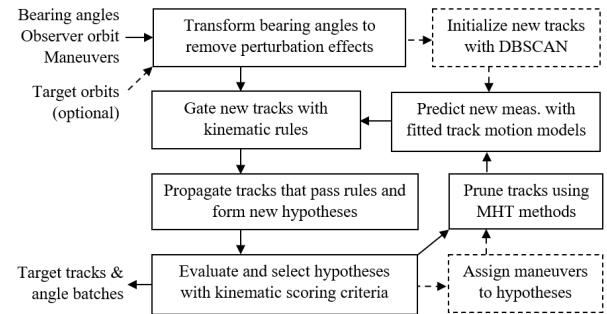 Bearing angles
Observer orbit
Maneuvers
Target orbits
(optional)
Transform bearing angles to
remove perturbation effects
Initialize new tracks
with DBSCAN
Gate new tracks with
kinematic rules
Predict new meas. with
fitted track motion models
Propagate tracks that pass rules and
form new hypotheses
Prune tracks using
MHT methods
Target tracks &
angle batches
Evaluate and select hypotheses
with kinematic scoring criteria
Assign maneuvers
to hypotheses